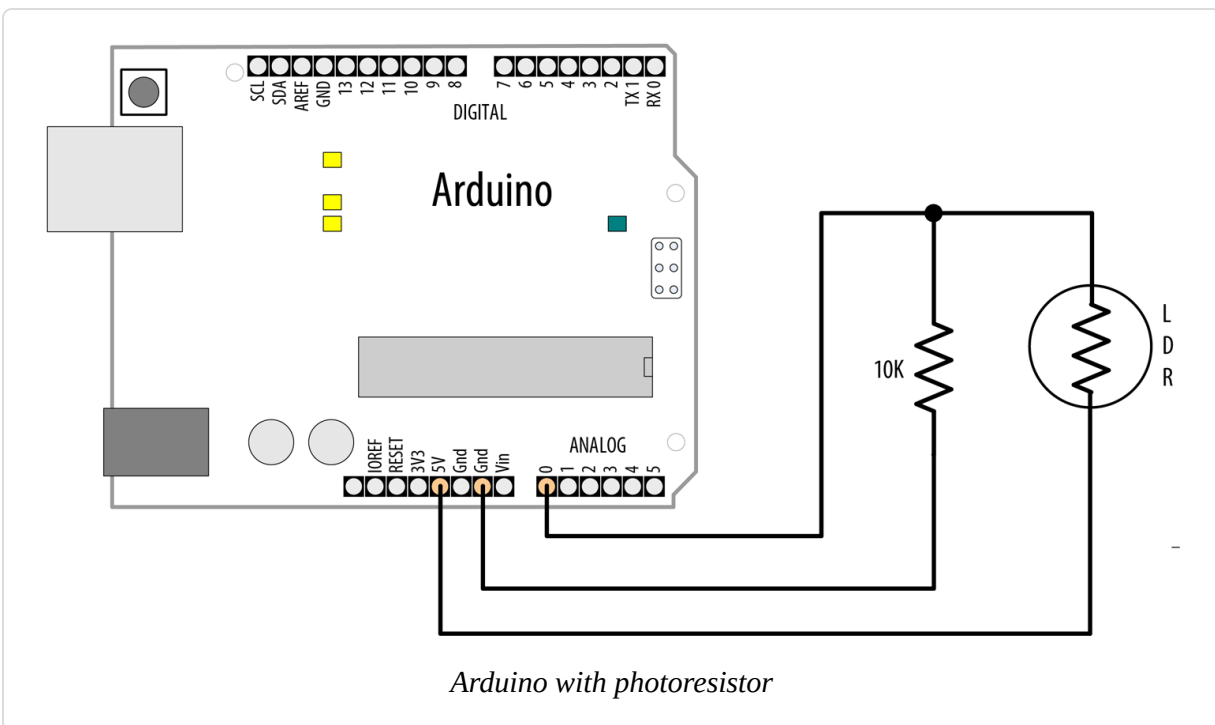 SCL SDA AREF GND 13 12 11 10 9 8 7 6 5 4 3 2 TX 1 RX 0
DIGITAL
Arduino
L
D
R
10K
ANALOG
IOREF RESET 3V3 5V Gnd Gnd Vin 0 1 2 3 4 5
Arduino with photoresistor